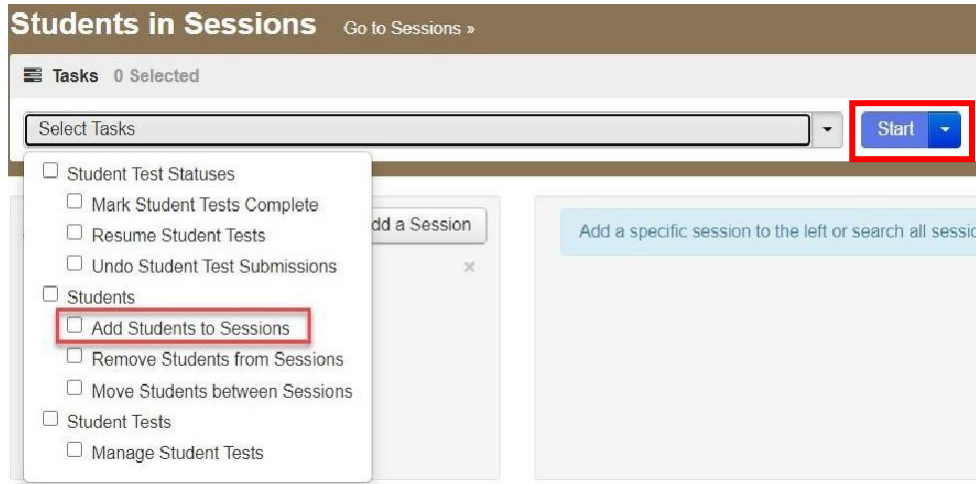 Students in Sessions Go to Sessions »
Tasks 0 Selected
Select Tasks
Start
Student Test Statuses
Mark Student Tests Complete
Resume Student Tests
Undo Student Test Submissions
Students
Add Students to Sessions
Remove Students from Sessions
Move Students between Sessions
Student Tests
Manage Student Tests
dd a Session
Add a specific session to the left or search all